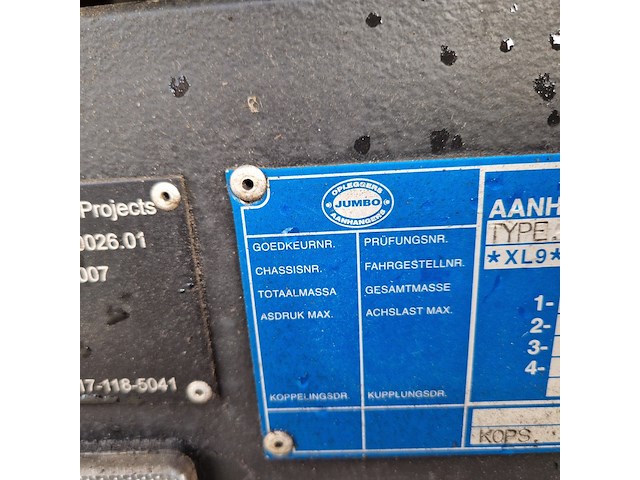 Projects
0026.01
007
17-118-5041
OPLEGGERS
JUMBO
AANHANGERS
GOEDKEURNR. PRÜFUNGSNR.
CHASSISNR. FAHRGESTELLNR.
TOTAALMASSA GESAMTMASSE
ASDRUK MAX. ACHSLAST MAX.
KOPPELINGSDR. KUPPLUNGSDR.
AANH
TYPE
*XL9*
1-
2-
3-
4-
KOPS.